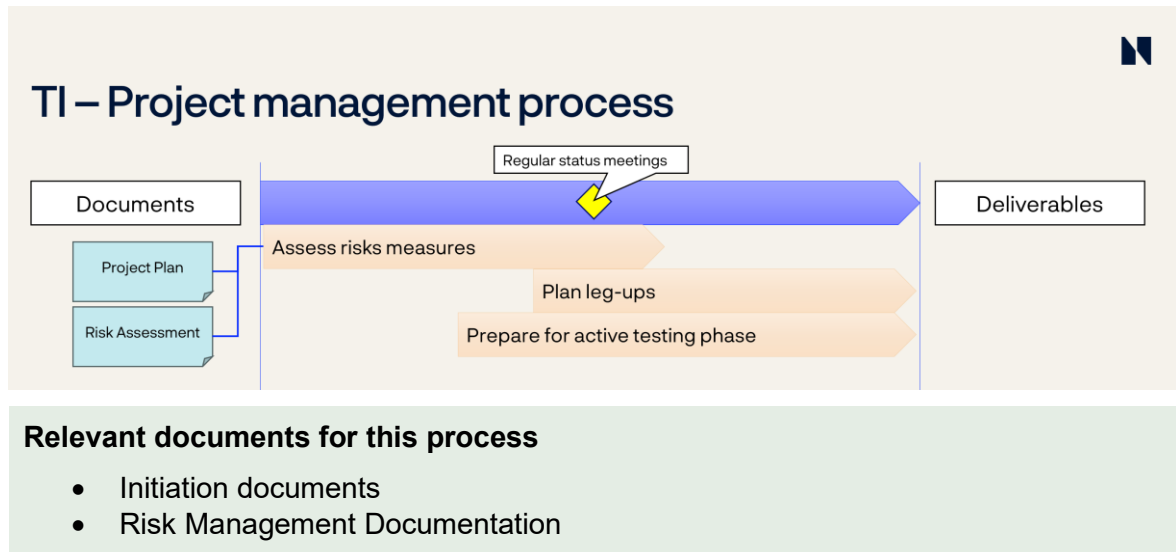 TI – Project management process
Regular status meetings
Documents
Deliverables
Project Plan
Assess risks measures
Plan leg-ups
Risk Assessment
Prepare for active testing phase
Relevant documents for this process
• Initiation documents
• Risk Management Documentation